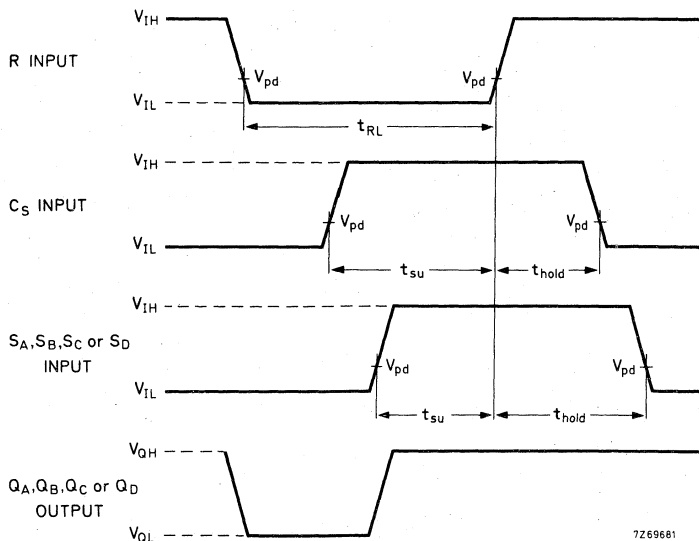 V_IH
R INPUT
V_pd V_pd
V_IL
t_RL
V_IH
C_S INPUT
V_pd V_pd
V_IL
t_su t_hold
V_IH
S_A, S_B, S_C or S_D
INPUT
V_pd V_pd
V_IL
t_su t_hold
V_QH
Q_A, Q_B, Q_C or Q_D
OUTPUT
V_QL
7Z69681